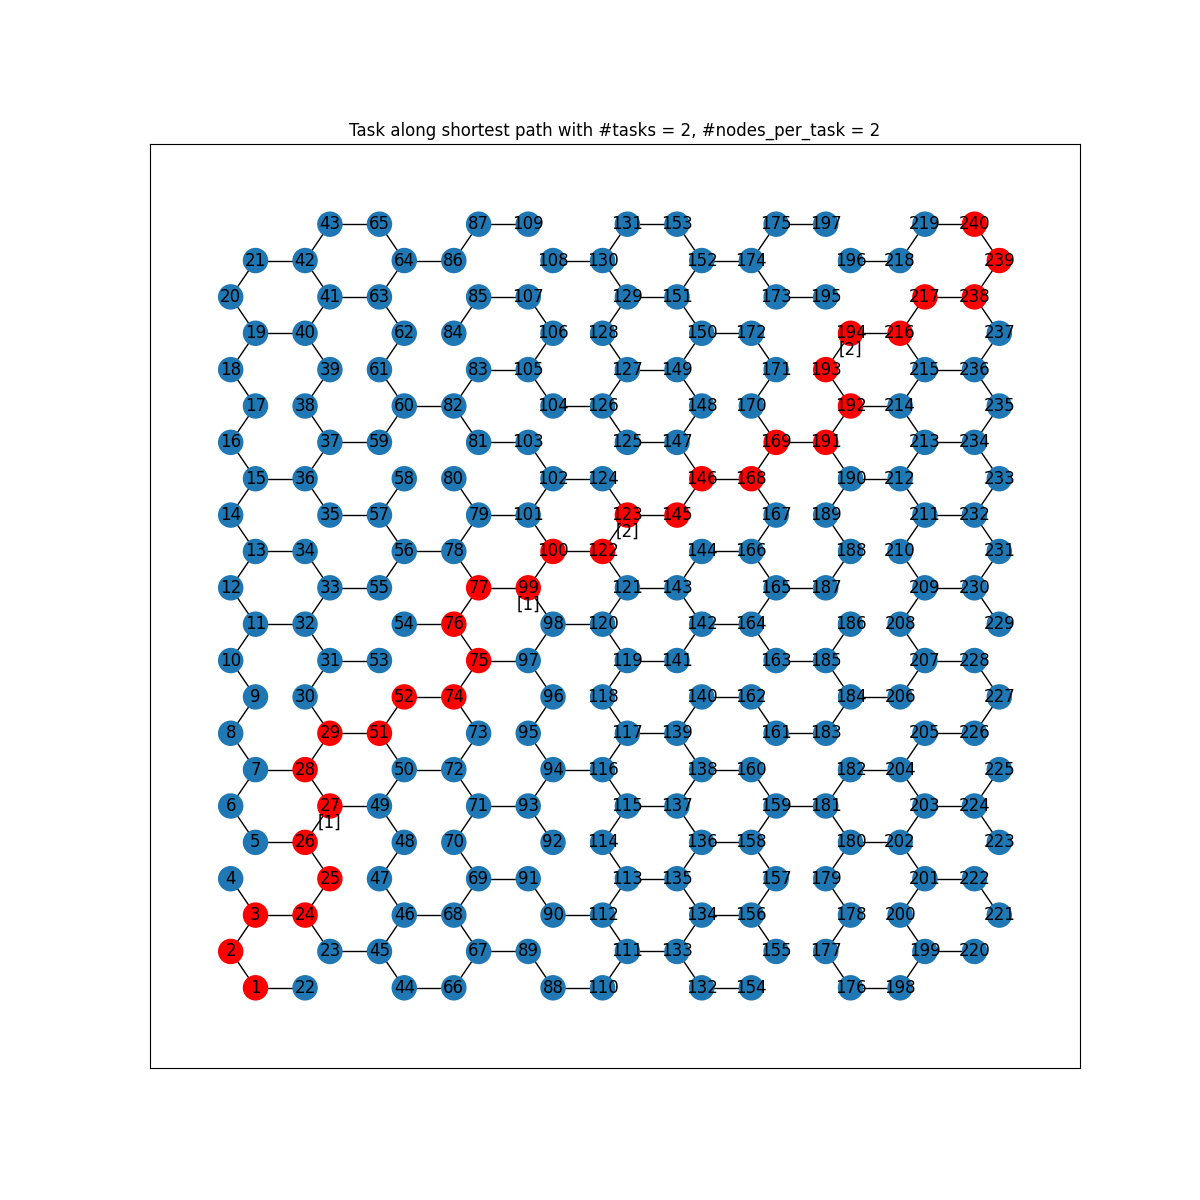 Task along shortest path with #tasks = 2, #nodes_per_task = 2
43 65 87 109 131 153 175 197 219 240
21 42 64 86 108 130 152 174 196 218 239
20 41 63 85 107 129 151 173 195 217 238
19 40 62 84 106 128 150 172 194 216 237
[2]
18 39 61 83 105 127 149 171 193 215 236
17 38 60 82 104 126 148 170 192 214 235
16 37 59 81 103 125 147 169 191 213 234
15 36 58 80 102 124 146 168 190 212 233
14 35 57 79 101 123 145 167 189 211 232
[2]
13 34 56 78 100 122 144 166 188 210 231
12 33 55 77 99 121 143 165 187 209 230
[1]
11 32 54 76 98 120 142 164 186 208 229
10 31 53 75 97 119 141 163 185 207 228
9 30 52 74 96 118 140 162 184 206 227
8 29 51 73 95 117 139 161 183 205 226
7 28 50 72 94 116 138 160 182 204 225
6 27 49 71 93 115 137 159 181 203 224
[1]
5 26 48 70 92 114 136 158 180 202 223
4 25 47 69 91 113 135 157 179 201 222
3 24 46 68 90 112 134 156 178 200 221
2 23 45 67 89 111 133 155 177 199 220
1 22 44 66 88 110 132 154 176 198